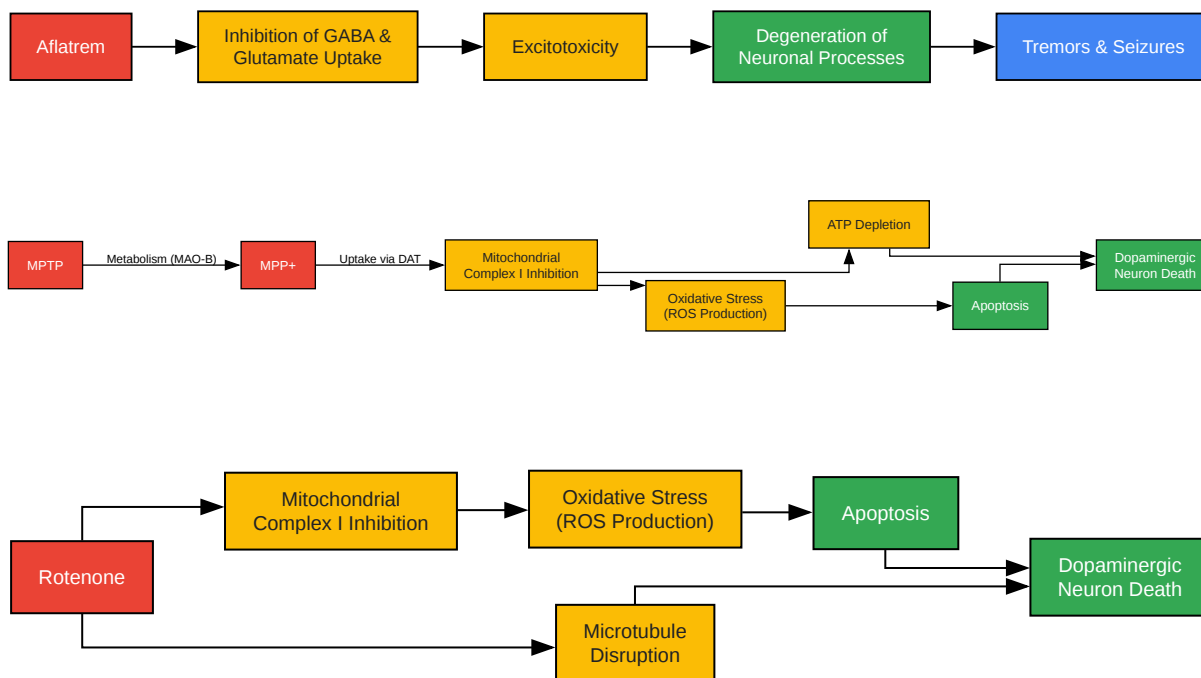 Aflatrem
Inhibition of GABA &
Glutamate Uptake
Excitotoxicity
Degeneration of
Neuronal Processes
Tremors & Seizures
MPTP
Metabolism (MAO-B)
MPP+
Uptake via DAT
Mitochondrial
Complex I Inhibition
ATP Depletion
Oxidative Stress
(ROS Production)
Apoptosis
Dopaminergic
Neuron Death
Rotenone
Mitochondrial
Complex I Inhibition
Oxidative Stress
(ROS Production)
Apoptosis
Microtubule
Disruption
Dopaminergic
Neuron Death